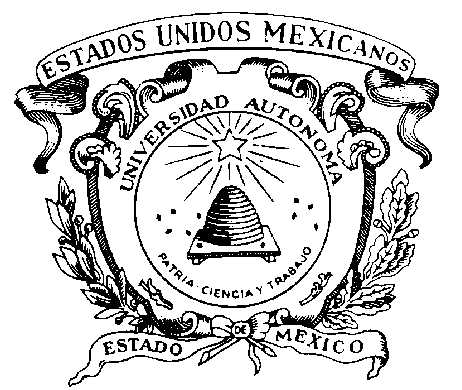 ESTADOS UNIDOS MEXICANOS
UNIVERSIDAD AUTONOMA
PATRIA, CIENCIA Y TRABAJO
ESTADO DE MEXICO